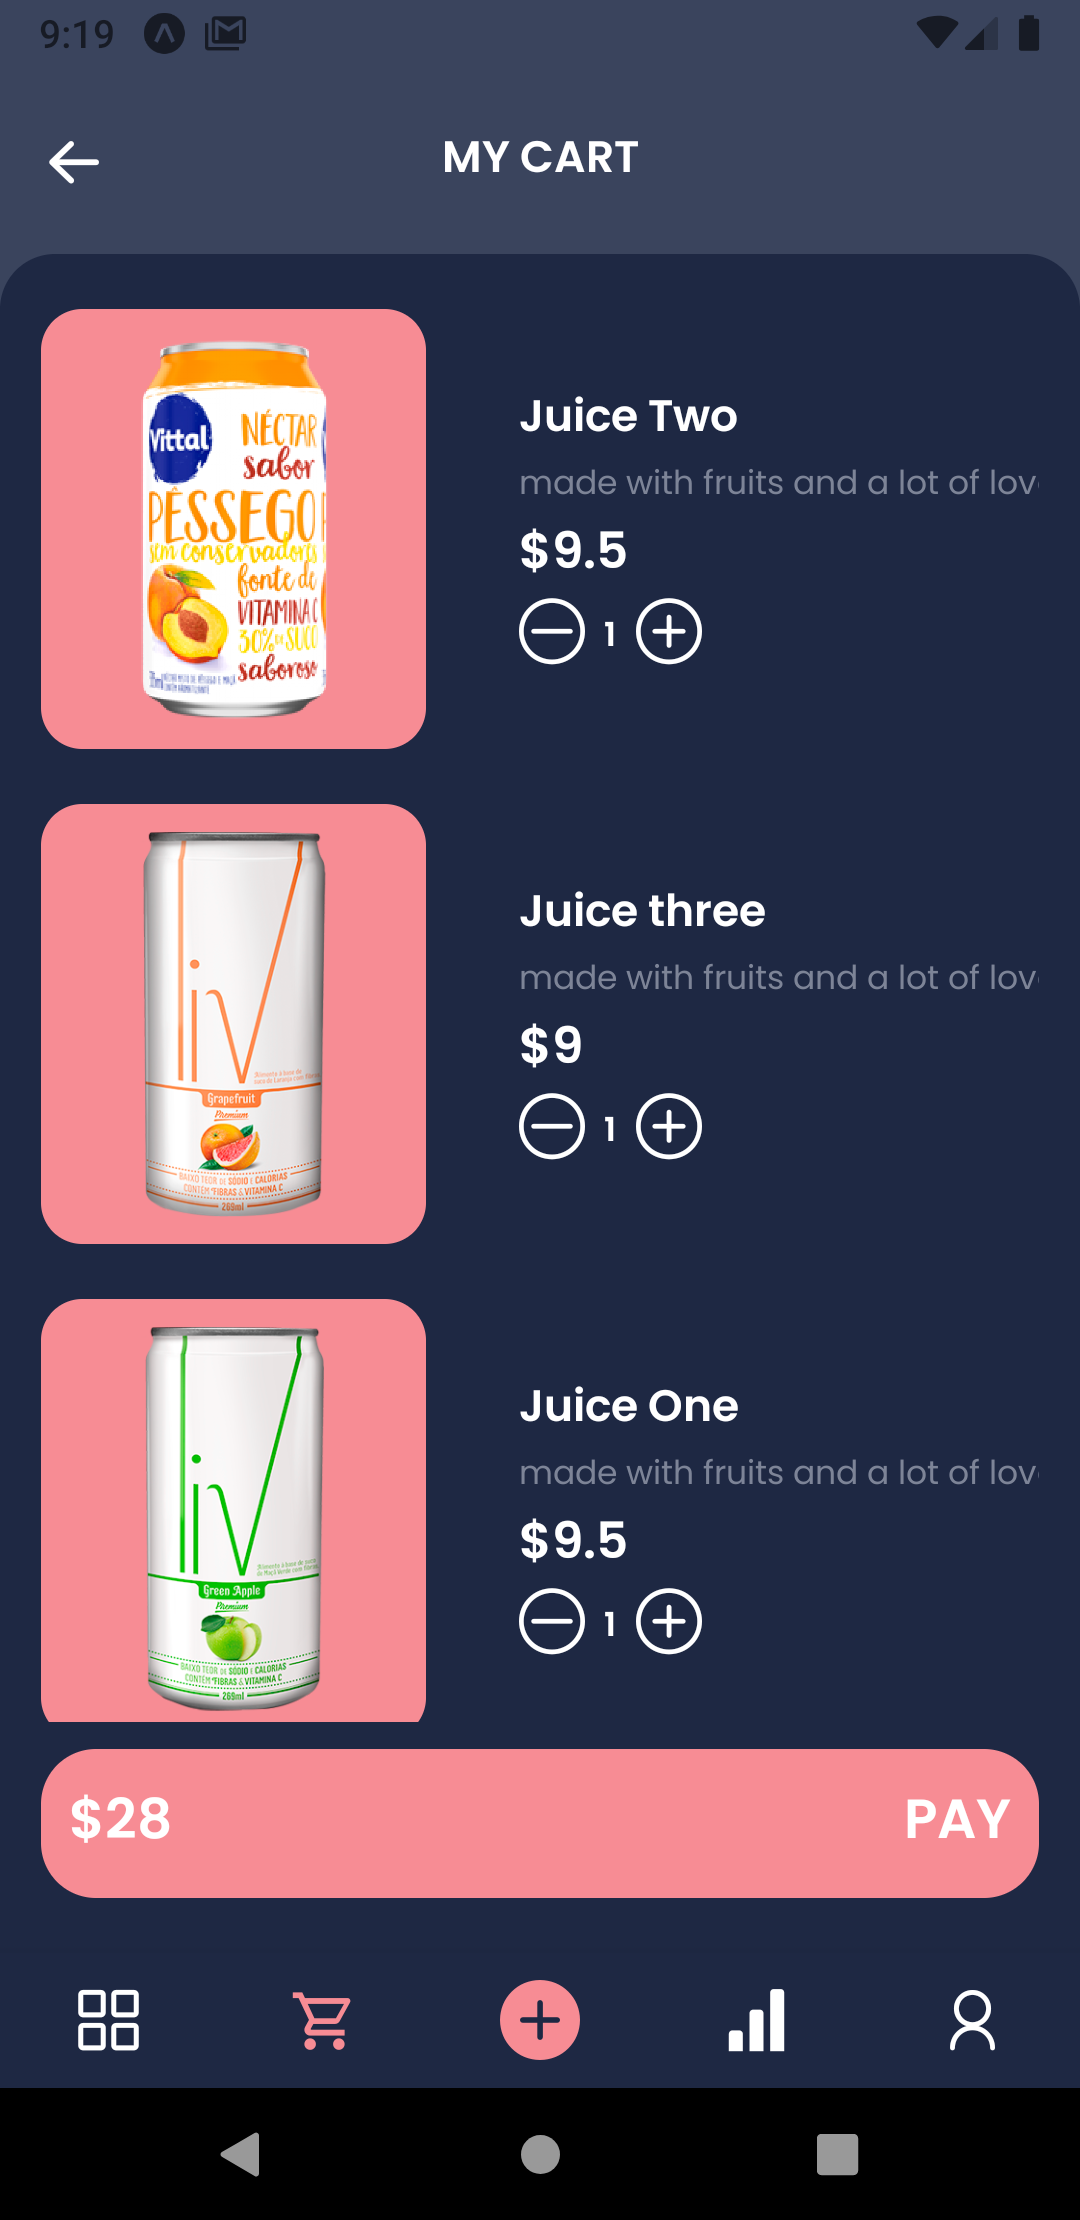 9:19
MY CART
Vittal
NÉCTAR
sabor
PÊSSEGO
sem conservadores
fonte de
VITAMINA C
30% DE SUCO
saboroso
Juice Two
made with fruits and a lot of lov
$9.5
1
liv
Grapefruit
Premium
BAIXO TEOR DE SÓDIO E CALORIAS
CONTÉM FIBRAS & VITAMINA C
269ml
Juice three
made with fruits and a lot of lov
$9
1
liv
Green Apple
Premium
BAIXO TEOR DE SÓDIO E CALORIAS
CONTÉM FIBRAS & VITAMINA C
269ml
Juice One
made with fruits and a lot of lov
$9.5
1
$28
PAY